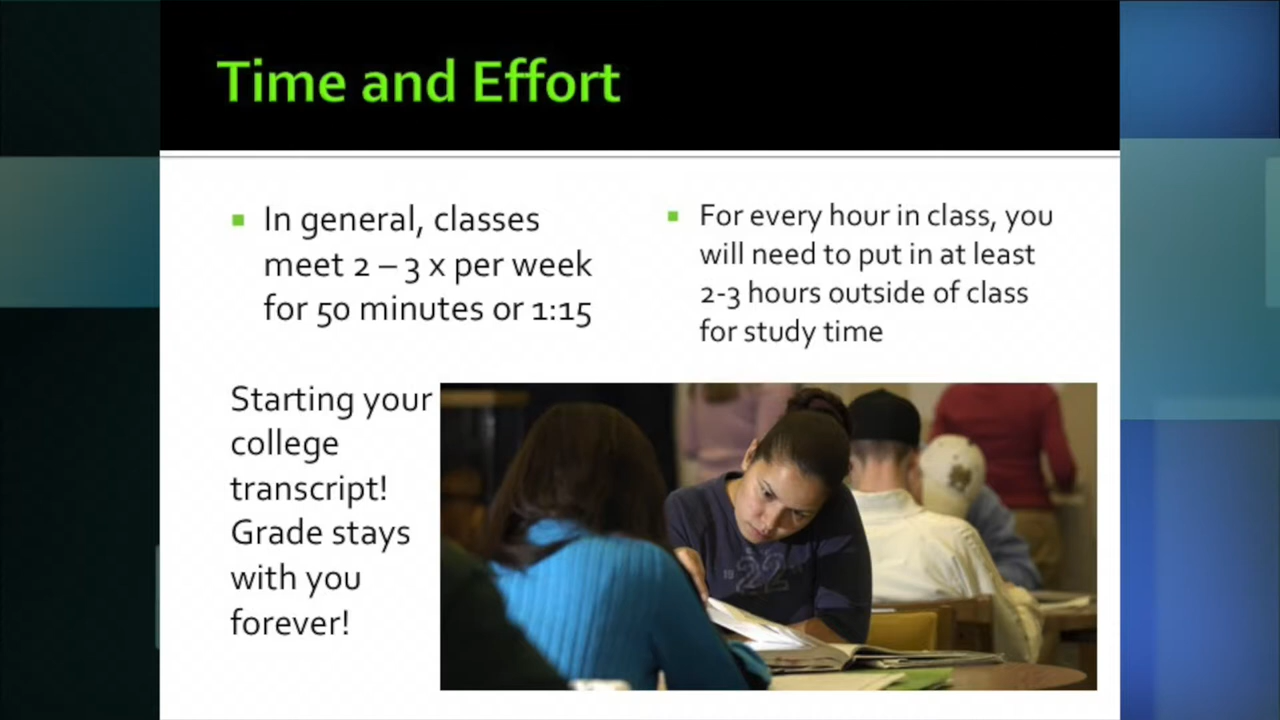 Time and Effort
In general, classes
meet 2 – 3 x per week
for 50 minutes or 1:15
For every hour in class, you
will need to put in at least
2-3 hours outside of class
for study time
Starting your
college
transcript!
Grade stays
with you
forever!
19 22